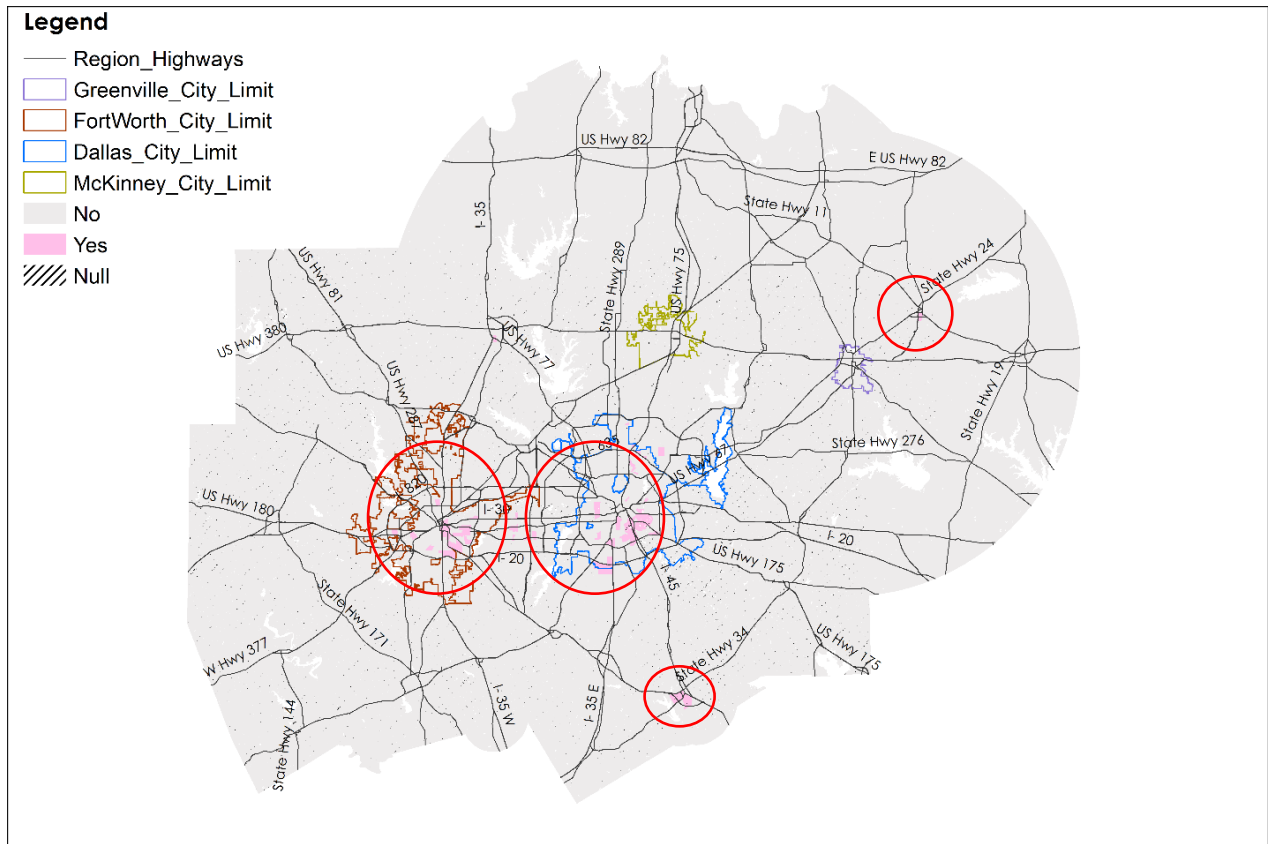 Legend
Region_Highways
Greenville_City_Limit
FortWorth_City_Limit
Dallas_City_Limit
McKinney_City_Limit
No
Yes
Null
US Hwy 82
E US Hwy 82
State Hwy 11
I- 35
State Hwy 24
US Hwy 81
State Hwy 289
US Hwy 75
US Hwy 380
US Hwy 77
State Hwy 19
US Hwy 287
State Hwy 276
I- 635
US Hwy 67
820
US Hwy 180
I- 30
I- 20
I- 20
US Hwy 175
I- 45
State Hwy 171
State Hwy 34
US Hwy 175
W Hwy 377
I- 35 W
I- 35 E
State Hwy 144